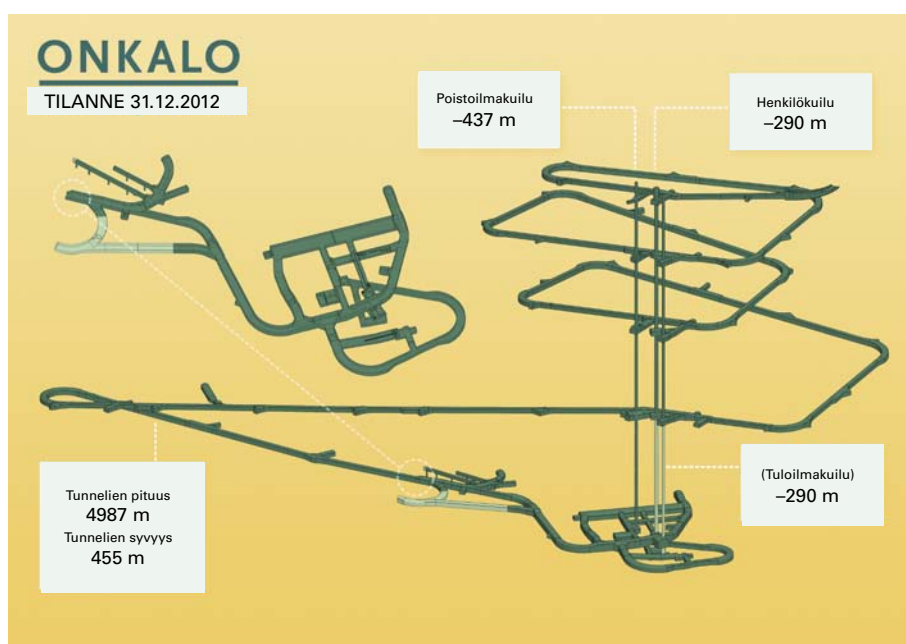 ONKALO
TILANNE 31.12.2012
Poistoilmakuilu
–437 m
Henkilökuilu
–290 m
(Tuloilmakuilu)
–290 m
Tunnelien pituus
4987 m
Tunnelien syvyys
455 m